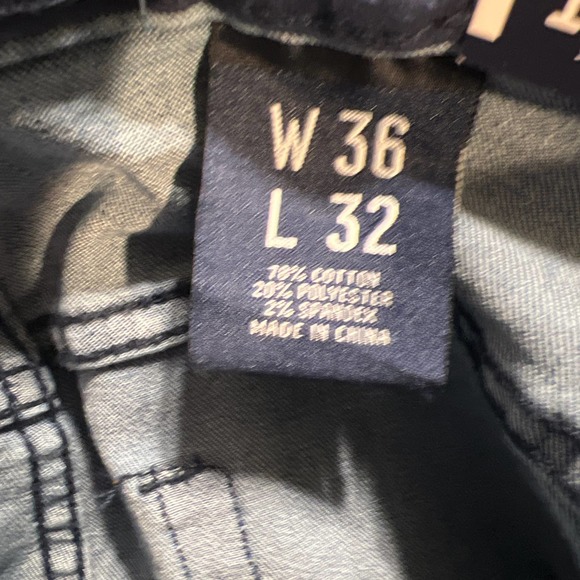 W 36
L 32
78% COTTON
20% POLYESTER
2% SPANDEX
MADE IN CHINA